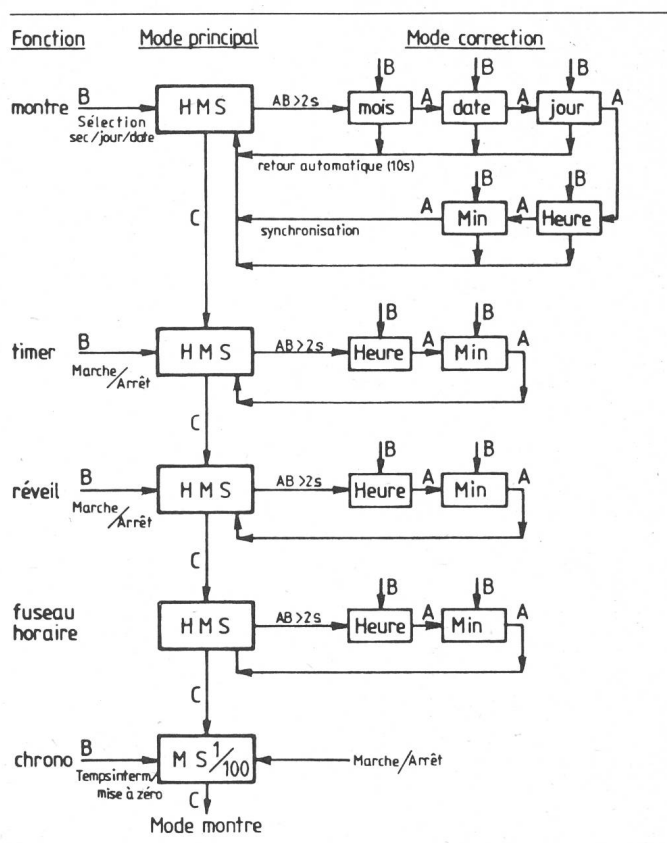 Fonction Mode principal Mode correction
B B B
montre B HMS AB>2s mois A date A jour A
Sélection
sec/jour/date
retour automatique (10s)
B B
C A Min A Heure
synchronisation
B B
timer B HMS AB>2s Heure A Min A
Marche/Arrêt
C
B B
réveil B HMS AB>2s Heure A Min A
Marche/Arrêt
C
B B
fuseau
horaire HMS AB>2s Heure A Min A
C
chrono B MS 1/100 Marche/Arrêt
Temps interm/
mise à zéro
C
Mode montre